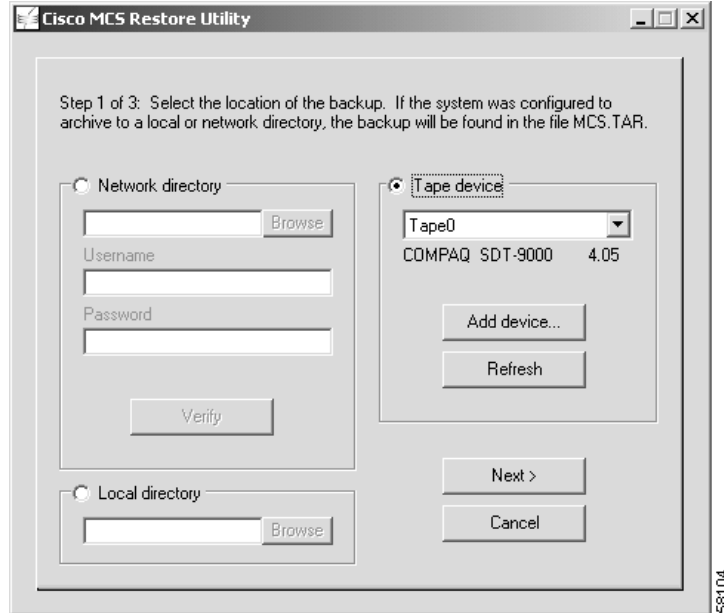 Cisco MCS Restore Utility
Step 1 of 3: Select the location of the backup. If the system was configured to
archive to a local or network directory, the backup will be found in the file MCS.TAR.
Network directory
Browse
Username
Password
Verify
Local directory
Browse
Tape device
Tape0
COMPAQ SDT-9000 4.05
Add device...
Refresh
Next >
Cancel
58104